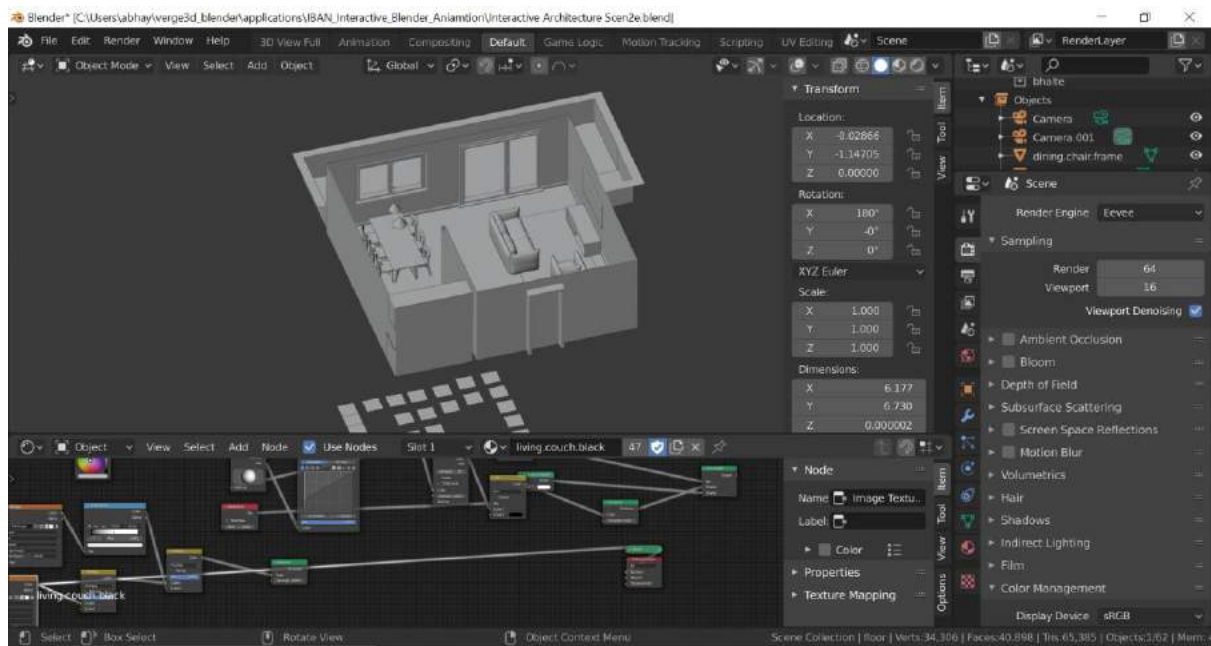 Blender* [C:\Users\abhay\verge3d_blender\applications\IBAN_Interactive_Blender_Aniamtion\Interactive Architecture Scen2e.blend]
File Edit Render Window Help 3D View Full Animation Compositing Default Game Logic Motion Tracking Scripting UV Editing Scene RenderLayer
Object Mode View Select Add Object Global
bhalte
Objects
Camera
Camera.001
dining.chair.frame
Transform
Location:
X -0.02866
Y -1.14705
Z 0.00000
Rotation:
X 180°
Y -0°
Z 0°
XYZ Euler
Scale:
X 1.000
Y 1.000
Z 1.000
Dimensions:
X 6.177
Y 6.730
Z 0.000002
Item
Tool
View
Scene
Render Engine Eevee
Sampling
Render 64
Viewport 16
Viewport Denoising
Ambient Occlusion
Bloom
Depth of Field
Subsurface Scattering
Screen Space Reflections
Motion Blur
Volumetrics
Hair
Shadows
Indirect Lighting
Film
Color Management
Display Device sRGB
Object View Select Add Node Use Nodes Slot 1 living.couch.black 47
Node
Name Image Textu..
Label:
Color
Properties
Texture Mapping
Item
Tool
View
Options
living.couch.black
Select Box Select Rotate View Object Context Menu Scene Collection | floor | Verts:34,306 | Faces:40,898 | Tris:65,385 | Objects:1/62 | Mem: